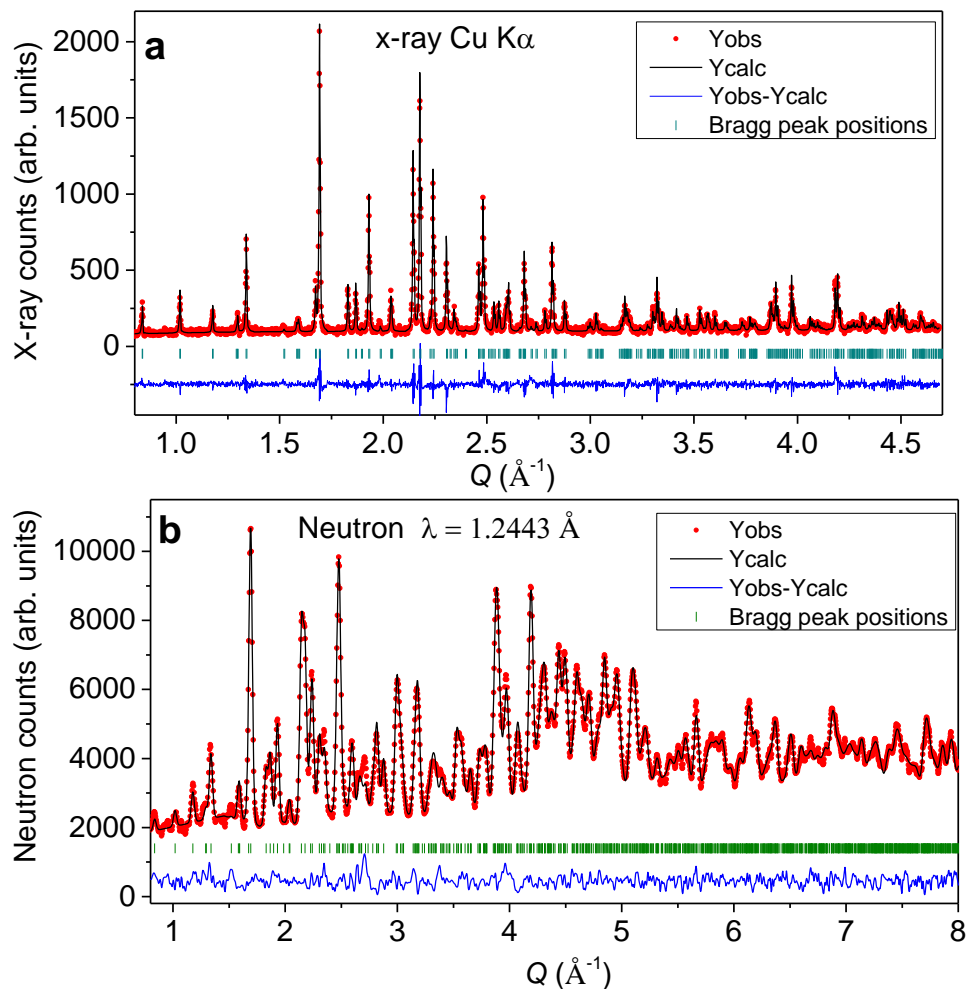 a
x-ray Cu Kα
Yobs
Ycalc
Yobs-Ycalc
Bragg peak positions
X-ray counts (arb. units)
2000
1500
1000
500
0
1.0 1.5 2.0 2.5 3.0 3.5 4.0 4.5
Q (Å⁻¹)
b
Neutron λ = 1.2443 Å
Yobs
Ycalc
Yobs-Ycalc
Bragg peak positions
Neutron counts (arb. units)
10000
8000
6000
4000
2000
0
1 2 3 4 5 6 7 8
Q (Å⁻¹)